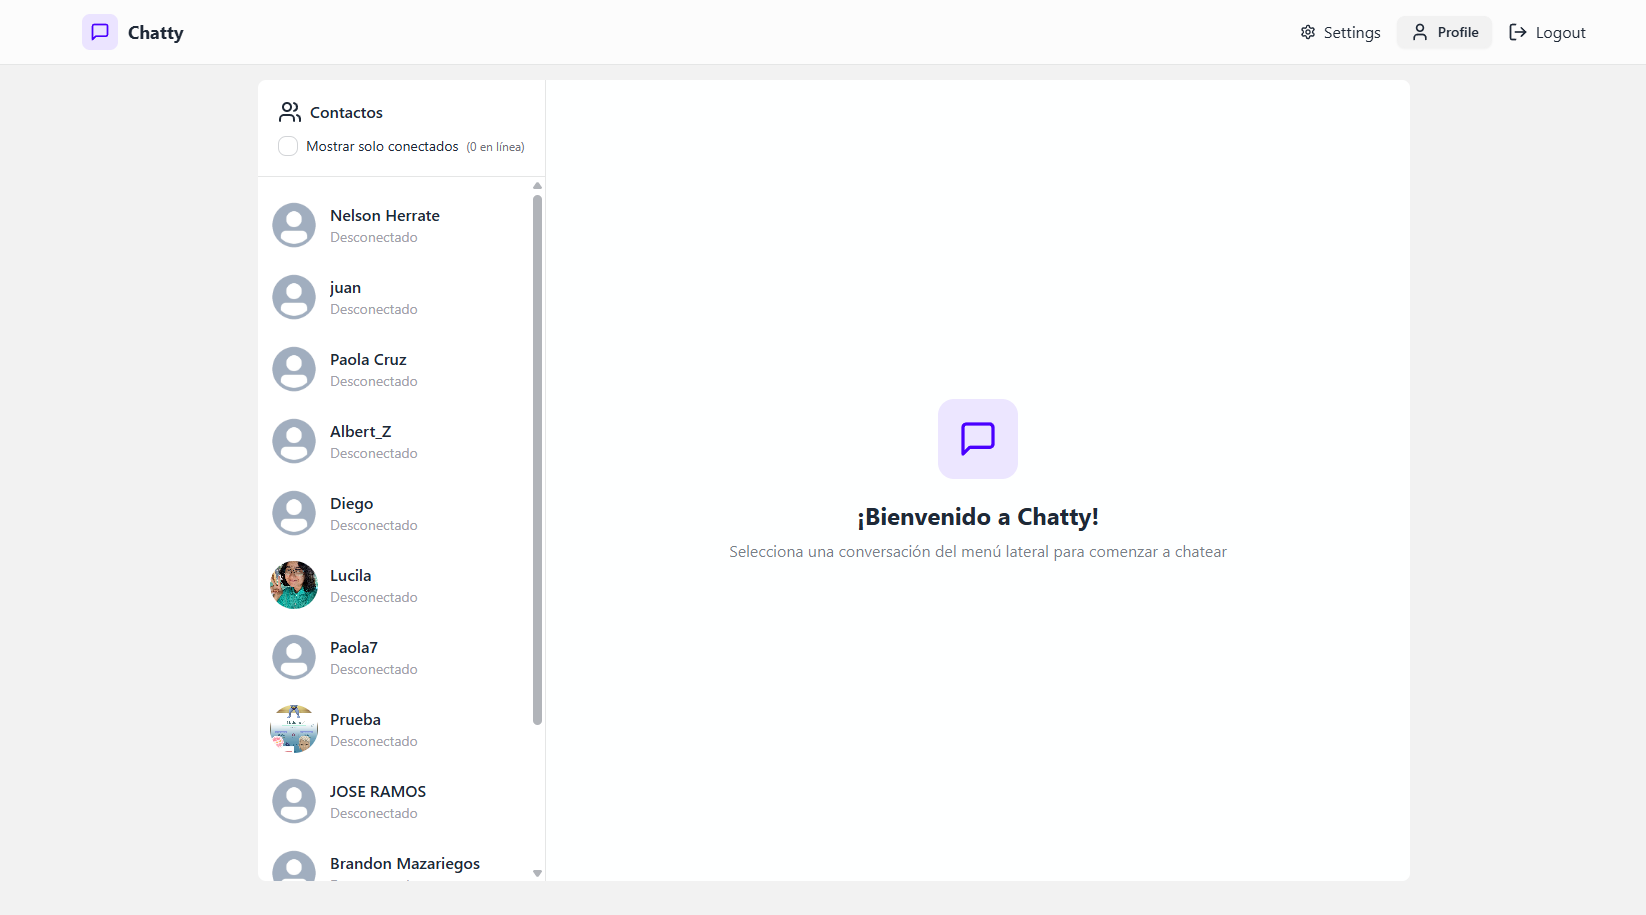 Chatty
Settings
Profile
Logout
Contactos
Mostrar solo conectados (0 en línea)
Nelson Herrate
Desconectado
juan
Desconectado
Paola Cruz
Desconectado
Albert_Z
Desconectado
Diego
Desconectado
Lucila
Desconectado
Paola7
Desconectado
Prueba
Desconectado
JOSE RAMOS
Desconectado
Brandon Mazariegos
¡Bienvenido a Chatty!
Selecciona una conversación del menú lateral para comenzar a chatear